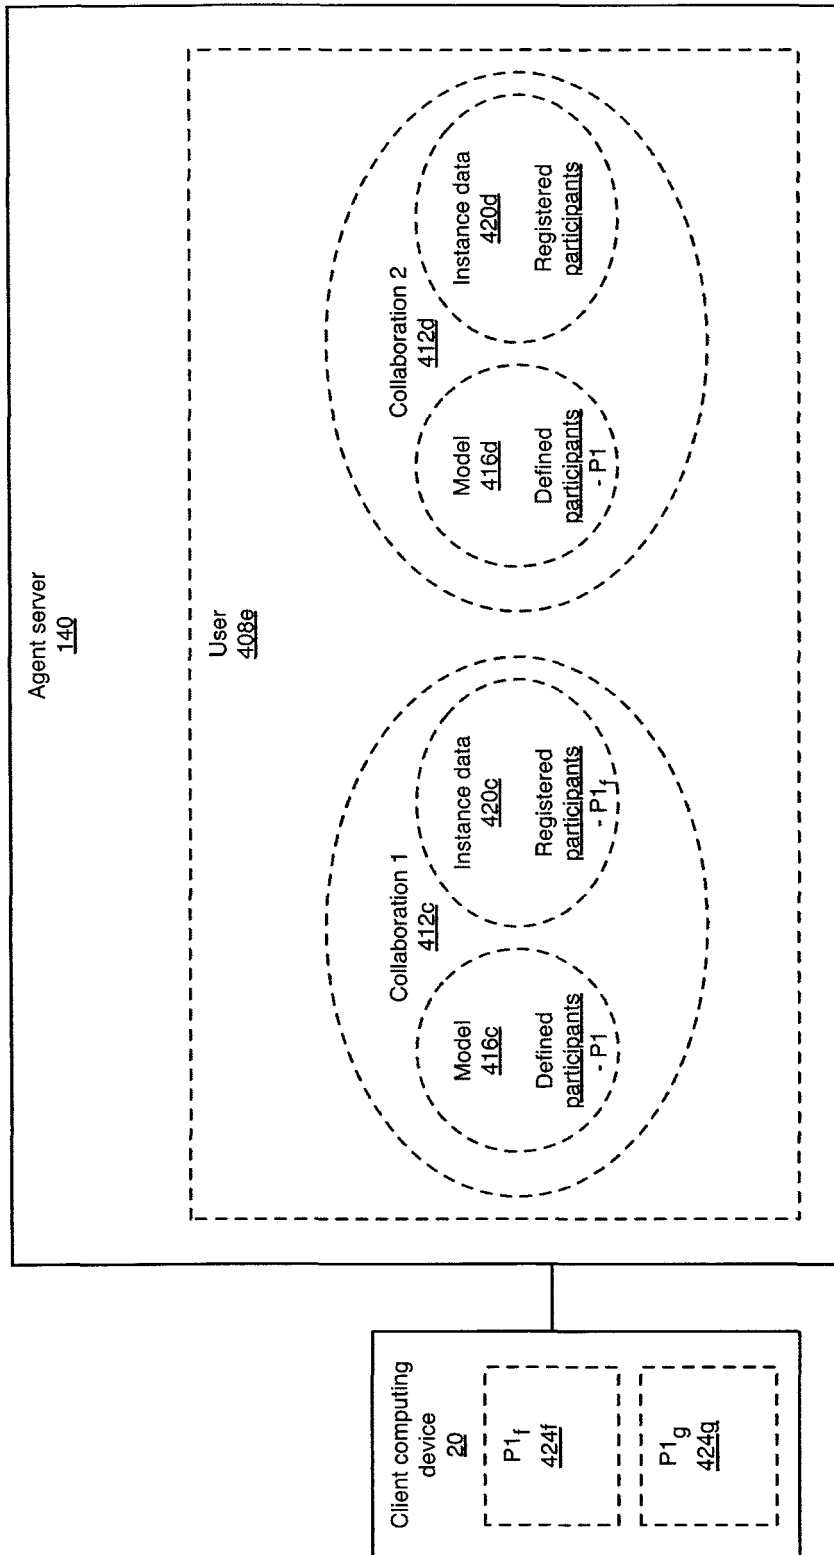 Client computing
device
20
P1f
424f
P1g
424g
Agent server
140
User
408e
Collaboration 1
412c
Model
416c
Defined
participants
- P1
Instance data
420c
Registered
participants
- P1f
Collaboration 2
412d
Model
416d
Defined
participants
- P1
Instance data
420d
Registered
participants